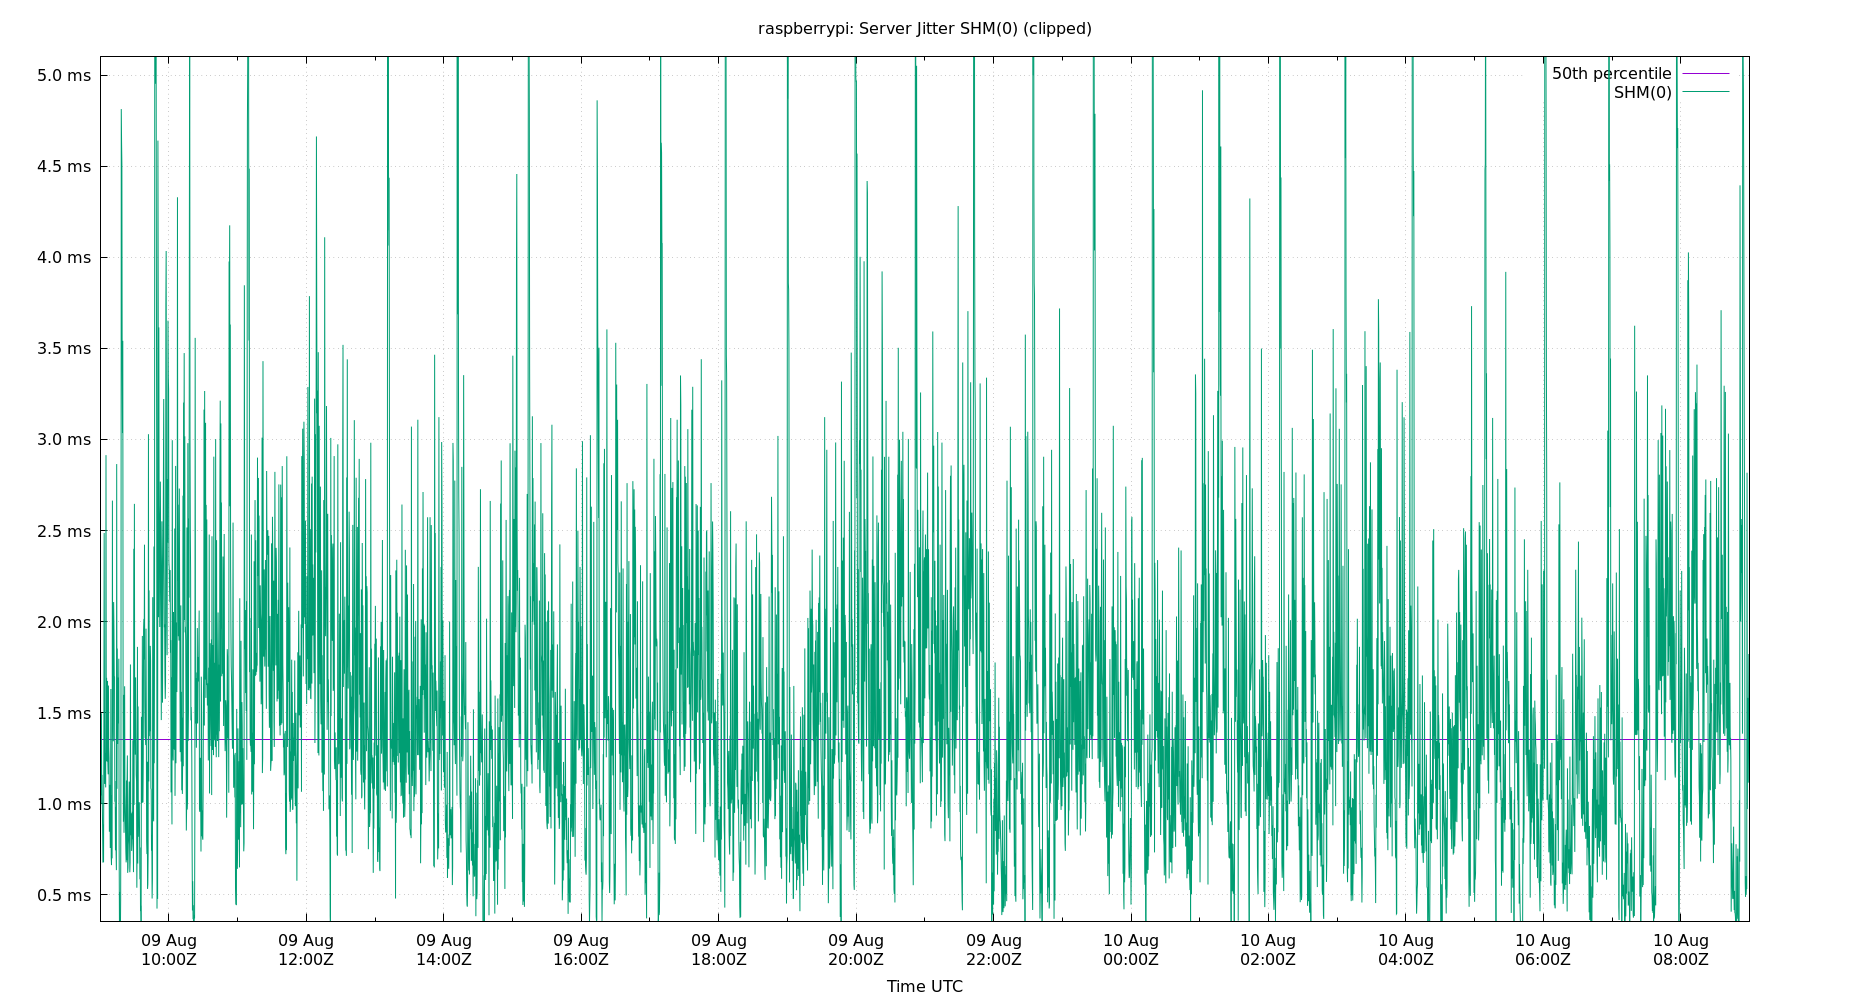 raspberrypi: Server Jitter SHM(0) (clipped)
50th percentile
SHM(0)
5.0 ms
4.5 ms
4.0 ms
3.5 ms
3.0 ms
2.5 ms
2.0 ms
1.5 ms
1.0 ms
0.5 ms
09 Aug 09 Aug 09 Aug 09 Aug 09 Aug 09 Aug 09 Aug 10 Aug 10 Aug 10 Aug 10 Aug 10 Aug
10:00Z 12:00Z 14:00Z 16:00Z 18:00Z 20:00Z 22:00Z 00:00Z 02:00Z 04:00Z 06:00Z 08:00Z
Time UTC